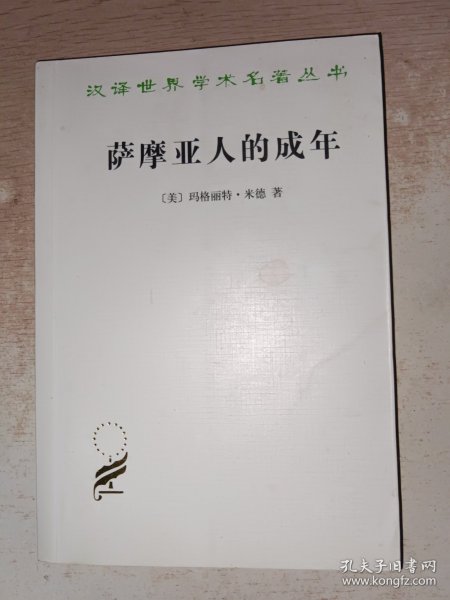 汉译世界学术名著丛书
萨摩亚人的成年
〔美〕玛格丽特·米德 著
孔夫子旧书网
www.kongfz.com